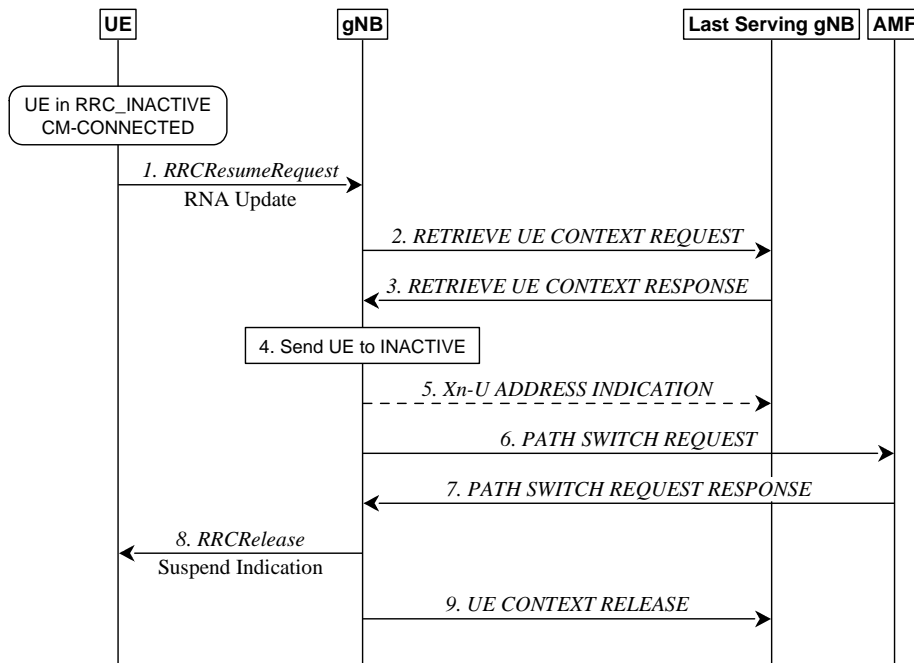 UE
gNB
Last Serving gNB
AMF
UE in RRC_INACTIVE
CM-CONNECTED
1. RRCResumeRequest
RNA Update
2. RETRIEVE UE CONTEXT REQUEST
3. RETRIEVE UE CONTEXT RESPONSE
4. Send UE to INACTIVE
5. Xn-U ADDRESS INDICATION
6. PATH SWITCH REQUEST
7. PATH SWITCH REQUEST RESPONSE
8. RRCRelease
Suspend Indication
9. UE CONTEXT RELEASE